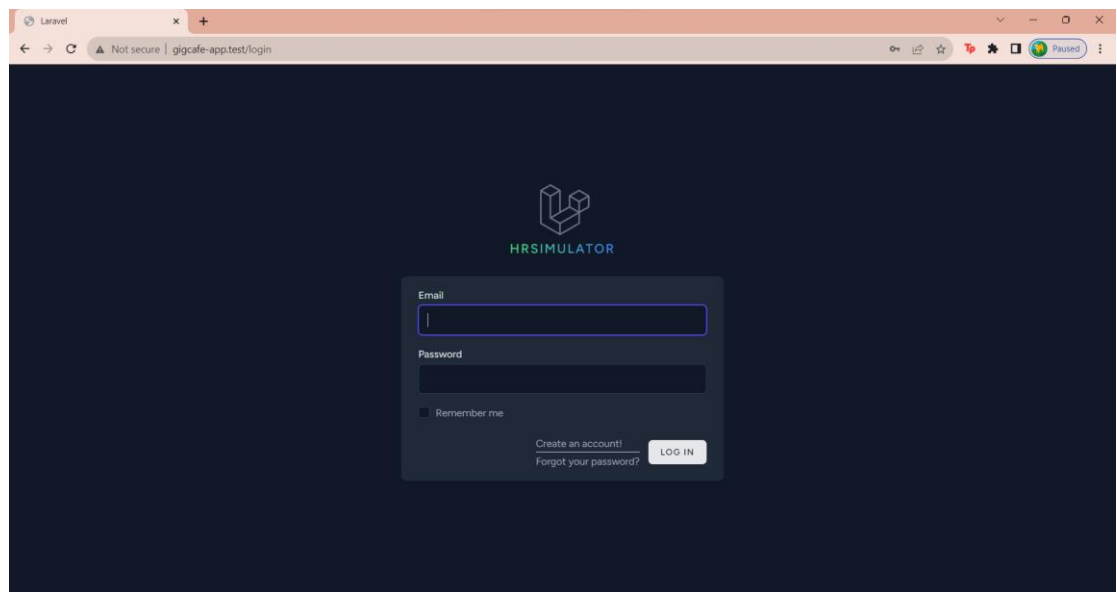 Laravel
Not secure | gigcafe-app.test/login
Tp
Paused
HRSIMULATOR
Email
Password
Remember me
Create an account!
Forgot your password?
LOG IN